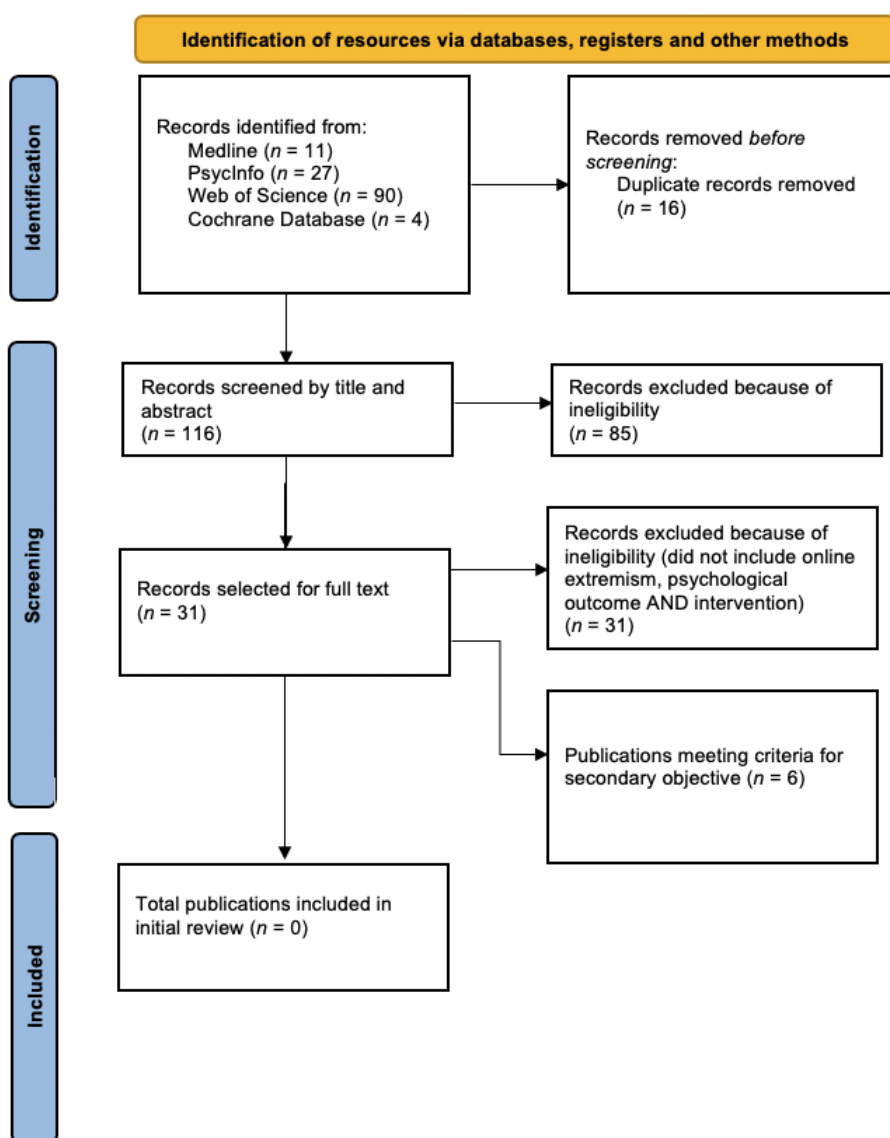 Identification of resources via databases, registers and other methods
Identification
Records identified from:
Medline (n = 11)
PsycInfo (n = 27)
Web of Science (n = 90)
Cochrane Database (n = 4)
Records removed before
screening:
Duplicate records removed
(n = 16)
Screening
Records screened by title and
abstract
(n = 116)
Records excluded because of
ineligibility
(n = 85)
Records selected for full text
(n = 31)
Records excluded because of
ineligibility (did not include online
extremism, psychological
outcome AND intervention)
(n = 31)
Publications meeting criteria for
secondary objective (n = 6)
Included
Total publications included in
initial review (n = 0)